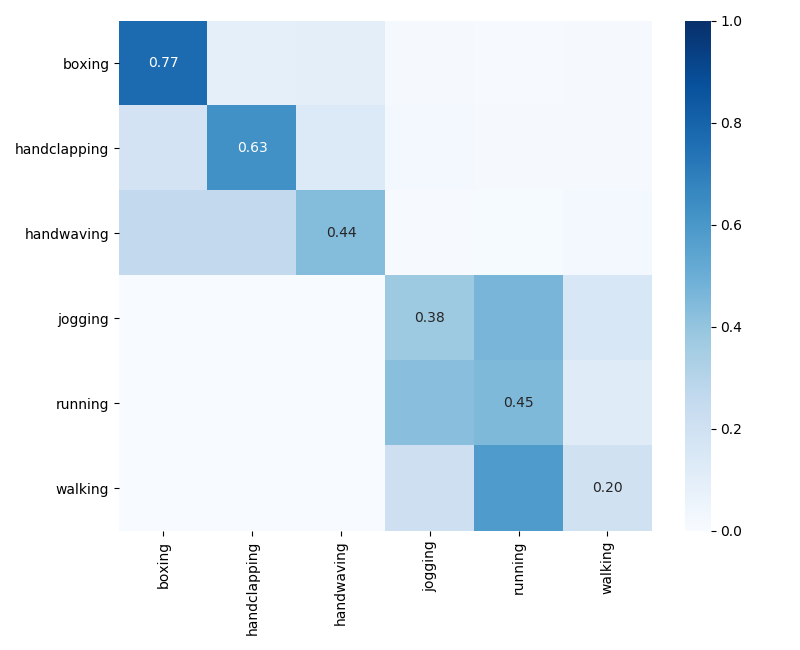 boxing
handclapping
handwaving
jogging
running
walking
0.77
0.63
0.44
0.38
0.45
0.20
boxing
handclapping
handwaving
jogging
running
walking
1.0
0.8
0.6
0.4
0.2
0.0